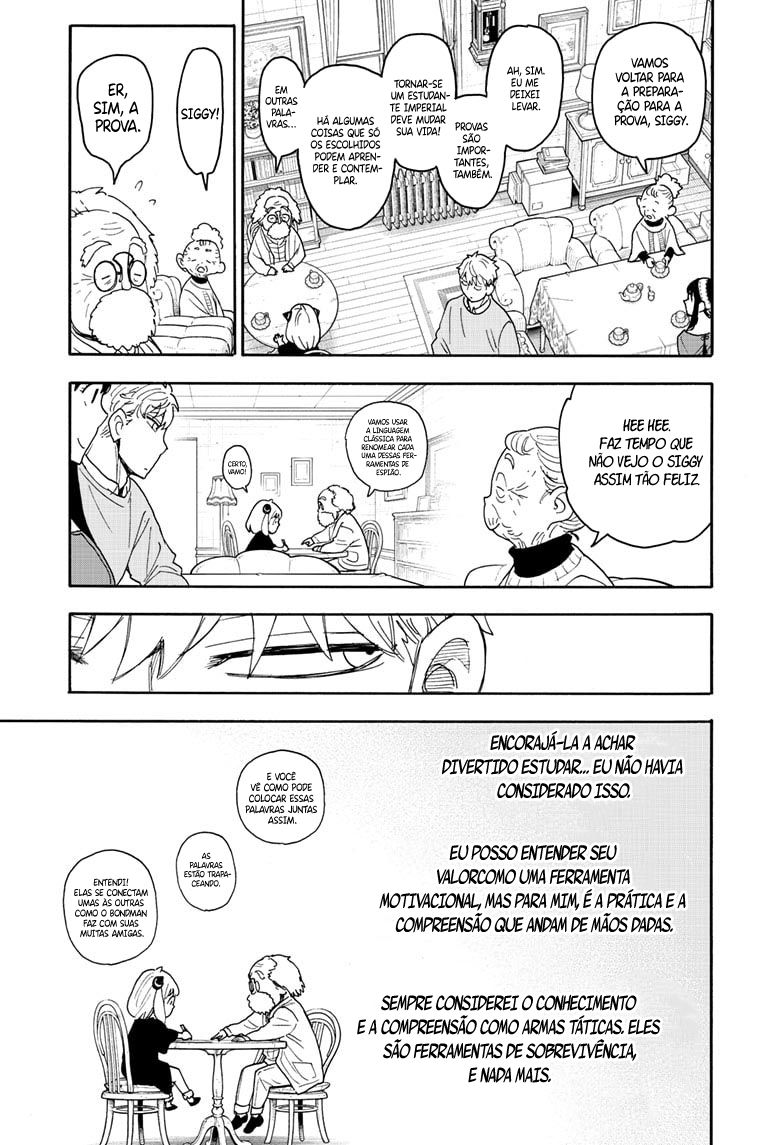 VAMOS
VOLTAR PARA
A PREPARA-
ÇÃO PARA A
PROVA, SIGGY.
AH, SIM.
EU ME
DEIXEI
LEVAR.
PROVAS
SÃO
IMPOR-
TANTES,
TAMBÉM.
TORNAR-SE
UM ESTUDAN-
TE IMPERIAL
DEVE MUDAR
SUA VIDA!
HÁ ALGUMAS
COISAS QUE SÓ
OS ESCOLHIDOS
PODEM APREN-
DER E CONTEM-
PLAR.
EM
OUTRAS
PALA-
VRAS...
SIGGY!
ER,
SIM, A
PROVA.
HEE HEE.
FAZ TEMPO QUE
NÃO VEJO O SIGGY
ASSIM TÃO FELIZ.
VAMOS USAR
A LINGUAGEM
CLÁSSICA PARA
RENOMEAR CADA
UMA DESSAS FER-
RAMENTAS DE
ESPIÃO.
CERTO,
VAMO!
ENCORAJÁ-LA A ACHAR
DIVERTIDO ESTUDAR... EU NÃO HAVIA
CONSIDERADO ISSO.
E VOCÊ
VÊ COMO PODE
COLOCAR ESSAS
PALAVRAS JUNTAS
ASSIM.
AS
PALAVRAS
ESTÃO TRAPA-
CEANDO.
ENTENDI!
ELAS SE CONECTAM
UMAS ÀS OUTRAS
COMO O BONDMAN
FAZ COM SUAS
MUITAS AMIGAS.
EU POSSO ENTENDER SEU
VALORCOMO UMA FERRAMENTA
MOTIVACIONAL, MAS PARA MIM, É A PRÁTICA E A
COMPREENSÃO QUE ANDAM DE MÃOS DADAS.
SEMPRE CONSIDEREI O CONHECIMENTO
E A COMPREENSÃO COMO ARMAS TÁTICAS. ELES
SÃO FERRAMENTAS DE SOBREVIVÊNCIA,
E NADA MAIS.